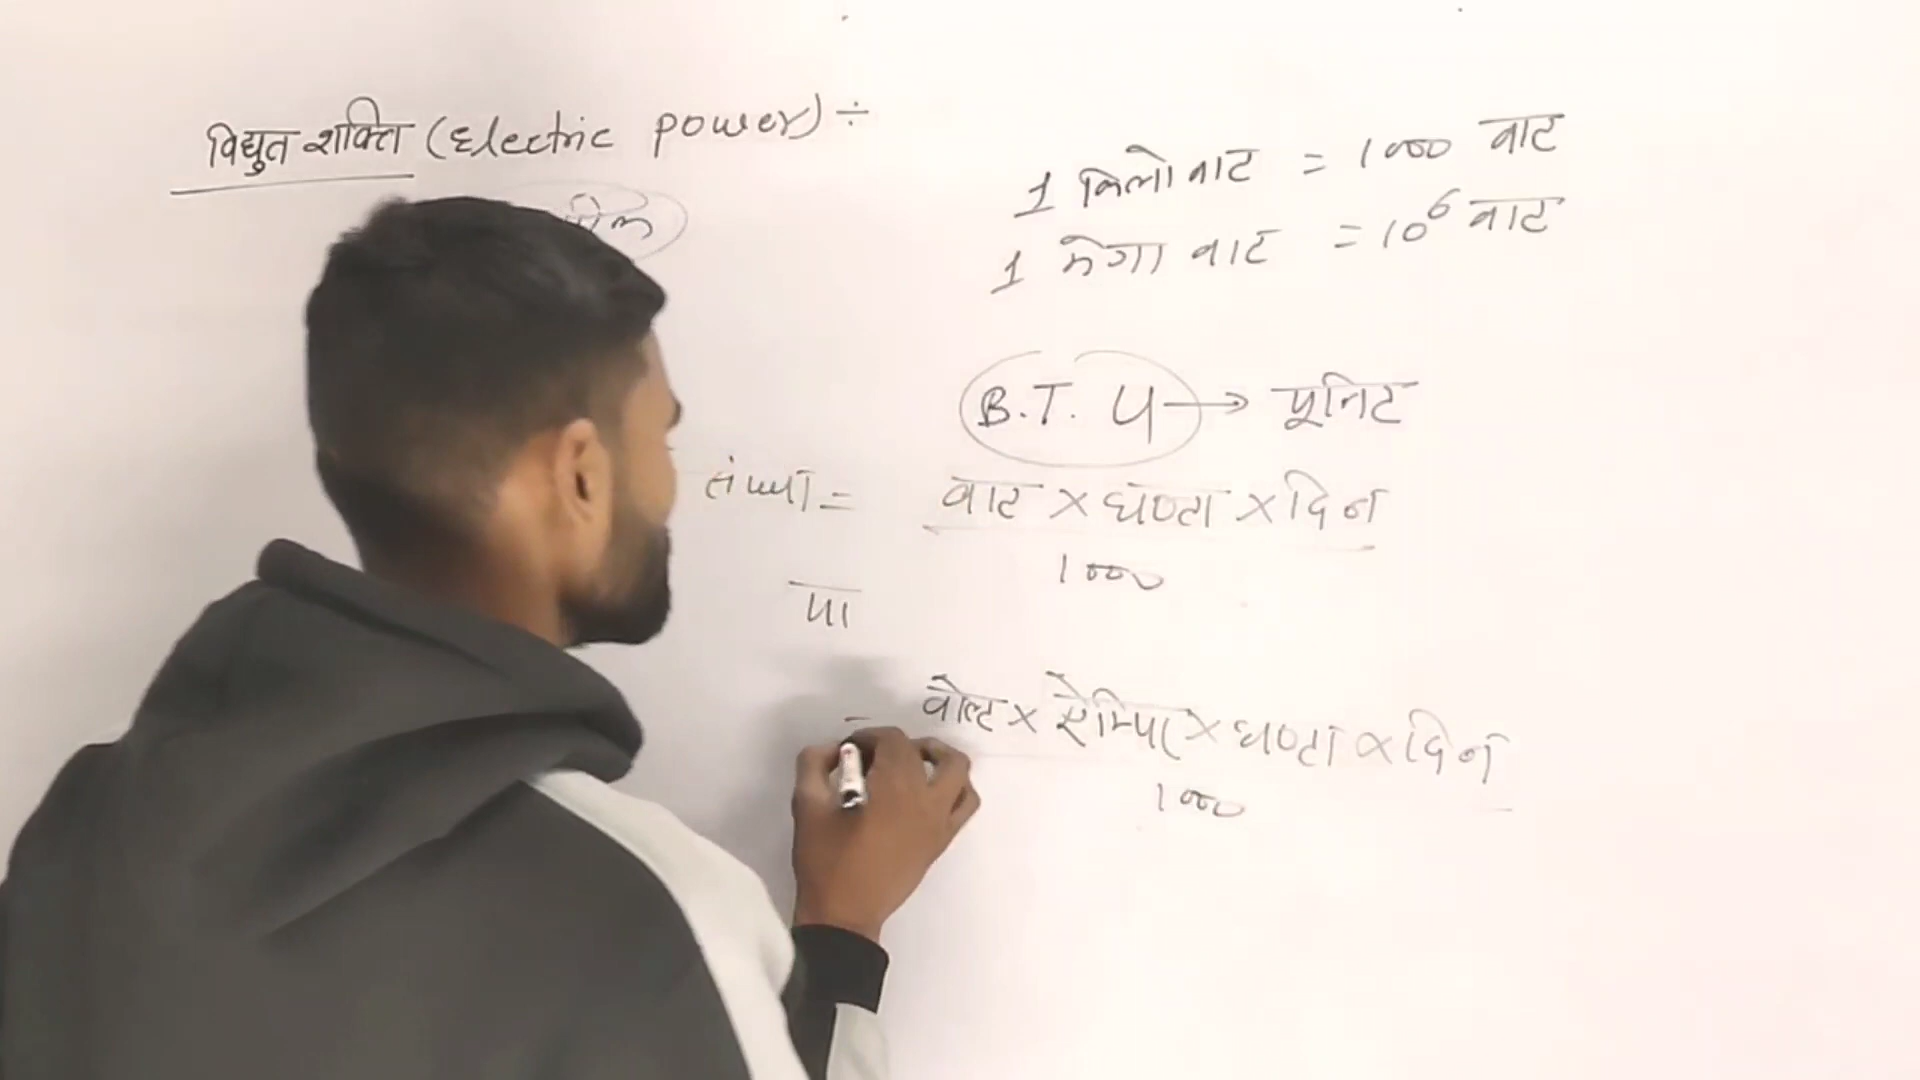 विद्युत शक्ति (Electric power) ÷
1 किलो वाट = 1000 वाट
1 मेगा वाट = 10⁶ वाट
B.T. U → यूनिट
संख्या = वाट × घण्टा × दिन
1000
या
= वोल्ट × ऐम्पियर × घण्टा × दिन
1000